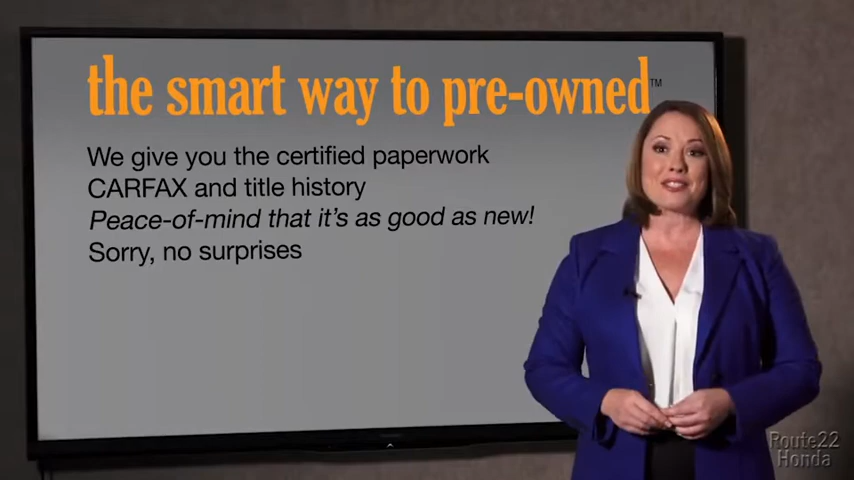 the smart way to pre-owned™
We give you the certified paperwork
CARFAX and title history
Peace-of-mind that it's as good as new!
Sorry, no surprises
Route22
Honda